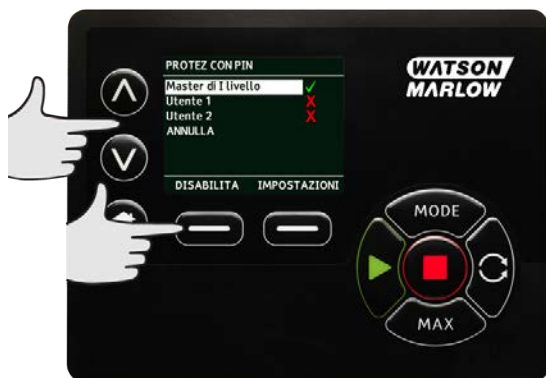 PROTEZ CON PIN
Master di I livello
Utente 1
Utente 2
ANNULLA
DISABILITA IMPOSTAZIONI
WATSON
MARLOW
MODE
MAX